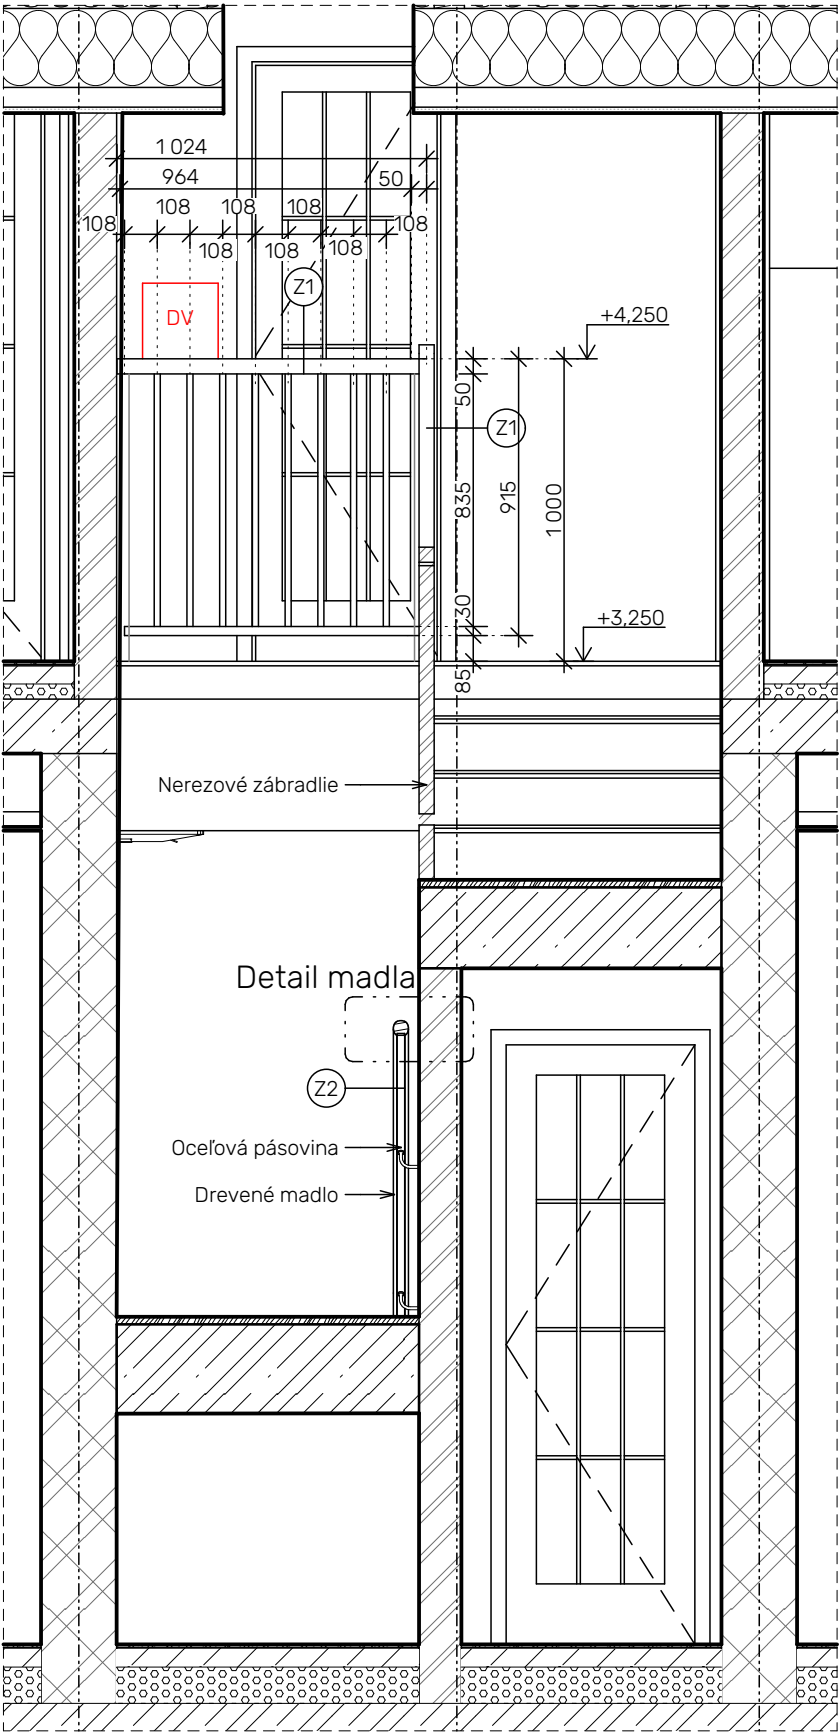 1 024
964
50
108
108
108
108
108
108
108
108
Z1
DV
+4,250
50
Z1
835
915
1 000
30
+3,250
85
Nerezové zábradlie
Detail madla
Z2
Oceľová pásovina
Drevené madlo